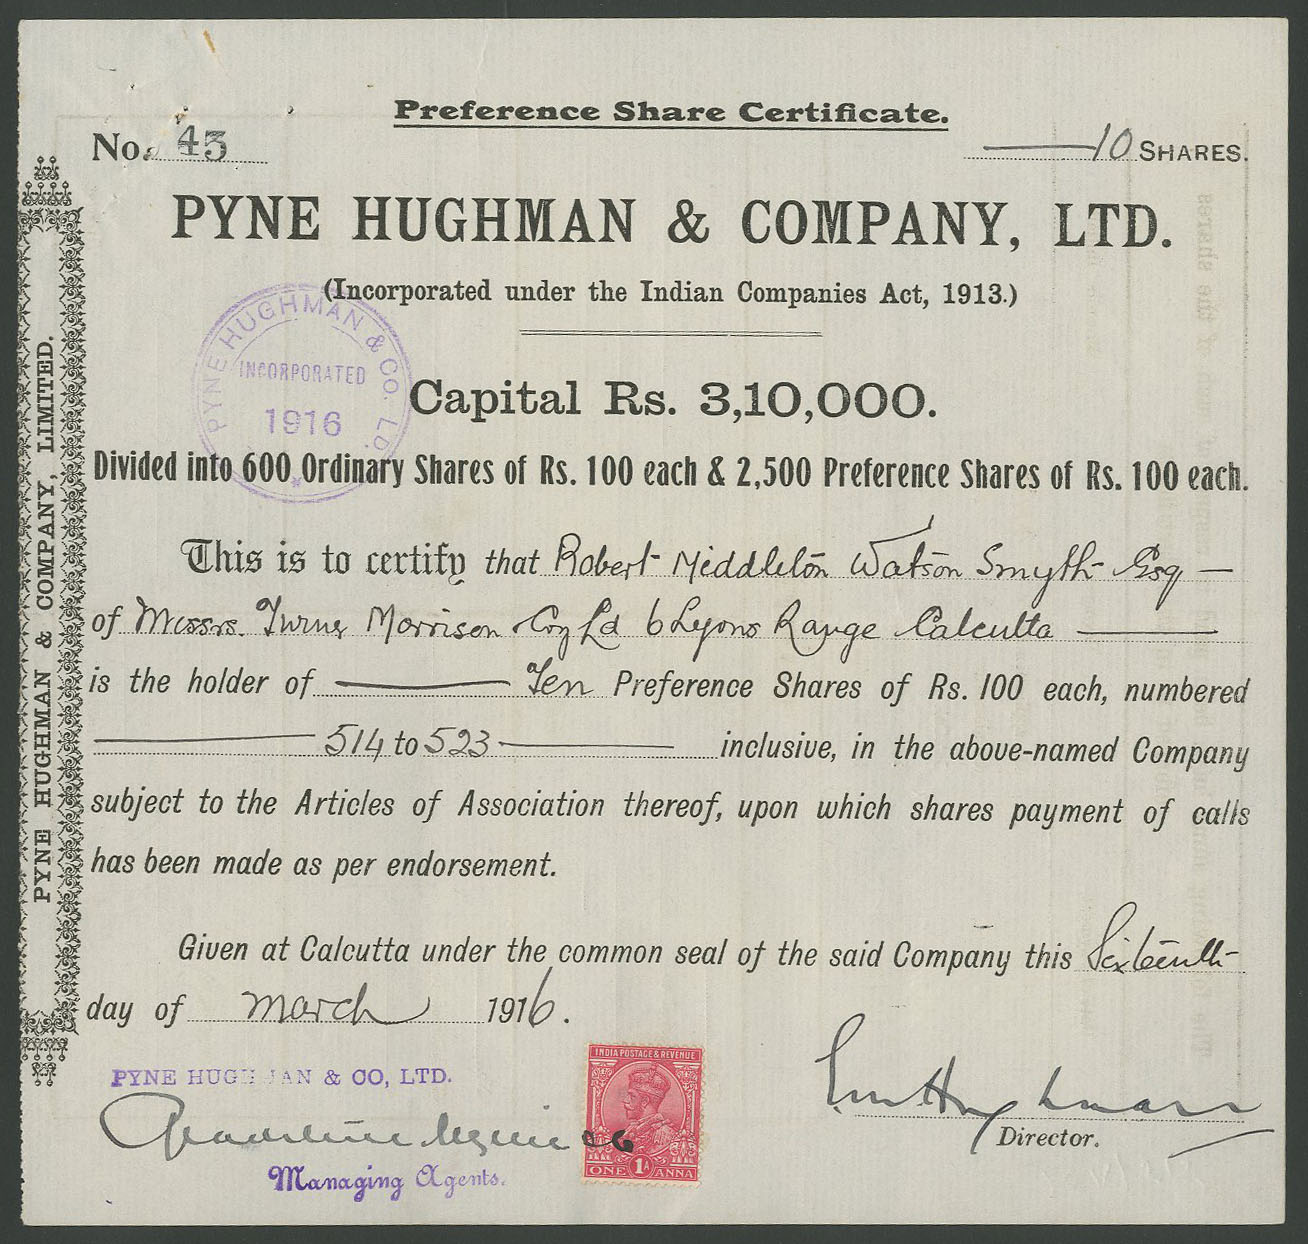 Preference Share Certificate.
No. 45
10 SHARES.
PYNE HUGHMAN & COMPANY, LTD.
(Incorporated under the Indian Companies Act, 1913.)
PYNE HUGHMAN & CO. LD.
INCORPORATED
1916
Capital Rs. 3,10,000.
Divided into 600 Ordinary Shares of Rs. 100 each & 2,500 Preference Shares of Rs. 100 each.
This is to certify that Robert Middleton Watson Smyth Esq
of Messrs. Turner Morrison & Coy Ld 6 Lyons Range Calcutta
is the holder of Ten Preference Shares of Rs. 100 each, numbered
514 to 523 inclusive, in the above-named Company
subject to the Articles of Association thereof, upon which shares payment of calls
has been made as per endorsement.
Given at Calcutta under the common seal of the said Company this Sixteenth
day of March 1916.
PYNE HUGHMAN & CO, LTD.
Managing Agents.
INDIA POSTAGE & REVENUE
ONE 1A ANNA
Hughman
Director.
PYNE HUGHMAN & COMPANY, LIMITED.